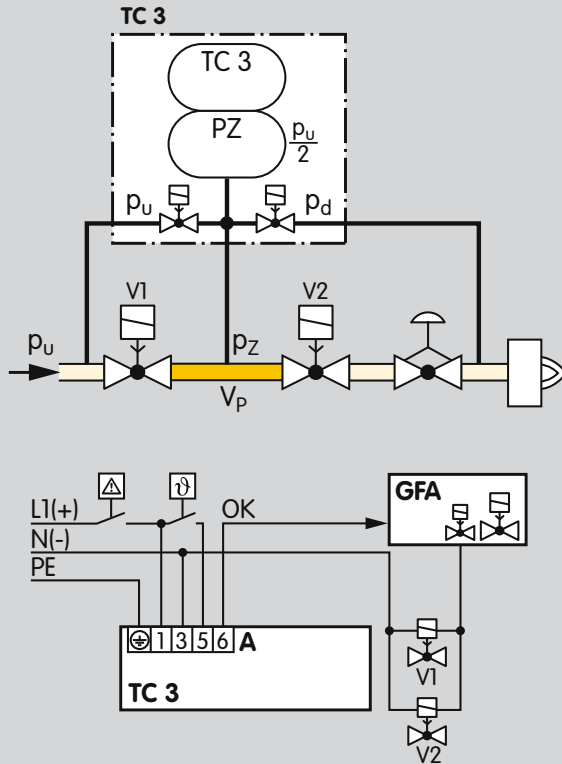 TC 3
TC 3
PZ
pu/2
pu
pd
V1
V2
pu
pZ
VP
L1(+)
ϑ
OK
GFA
N(-)
PE
1 3 5 6 A
TC 3
V1
V2